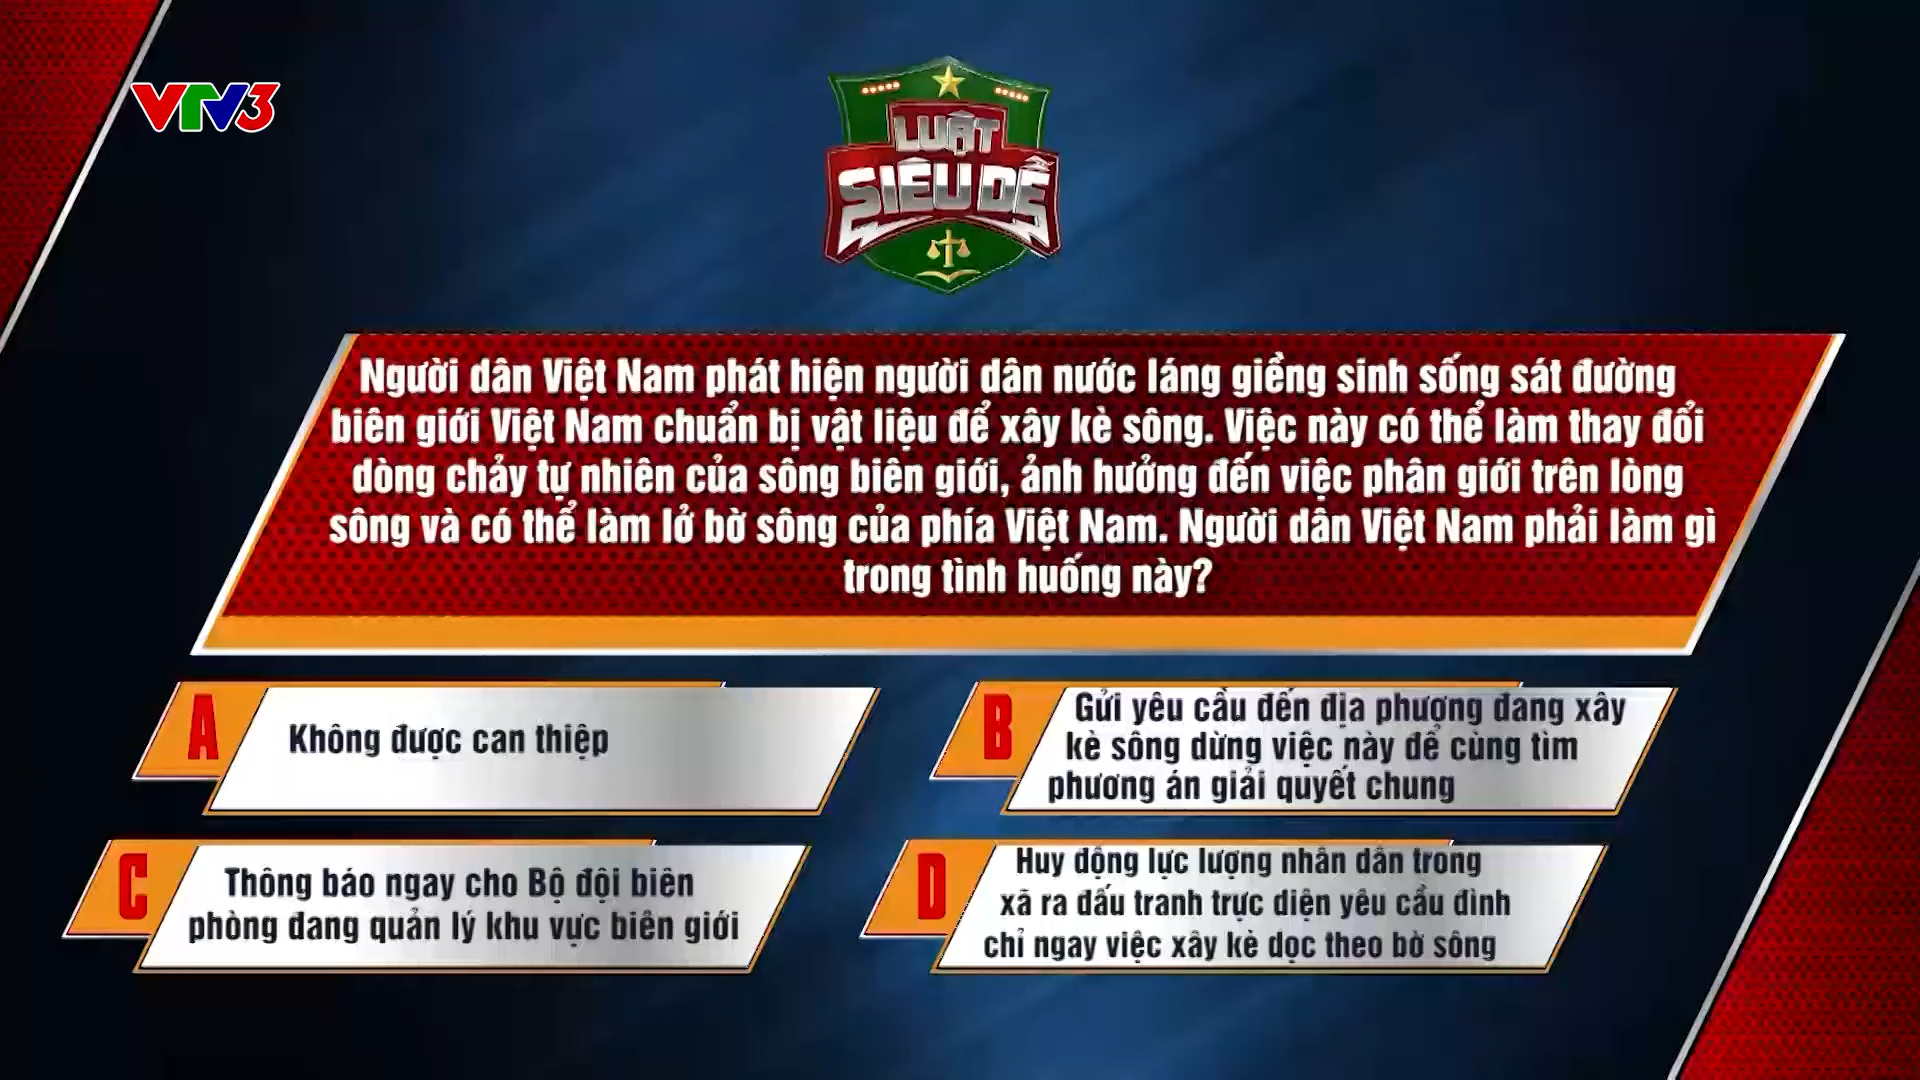 VTV3
LUẬT
SIÊU DỄ
Người dân Việt Nam phát hiện người dân nước láng giềng sinh sống sát đường
biên giới Việt Nam chuẩn bị vật liệu để xây kè sông. Việc này có thể làm thay đổi
dòng chảy tự nhiên của sông biên giới, ảnh hưởng đến việc phân giới trên lòng
sông và có thể làm lở bờ sông của phía Việt Nam. Người dân Việt Nam phải làm gì
trong tình huống này?
A
Không được can thiệp
B
Gửi yêu cầu đến địa phương đang xây
kè sông dừng việc này để cùng tìm
phương án giải quyết chung
C
Thông báo ngay cho Bộ đội biên
phòng đang quản lý khu vực biên giới
D
Huy động lực lượng nhân dân trong
xã ra đấu tranh trực diện yêu cầu đình
chỉ ngay việc xây kè dọc theo bờ sông